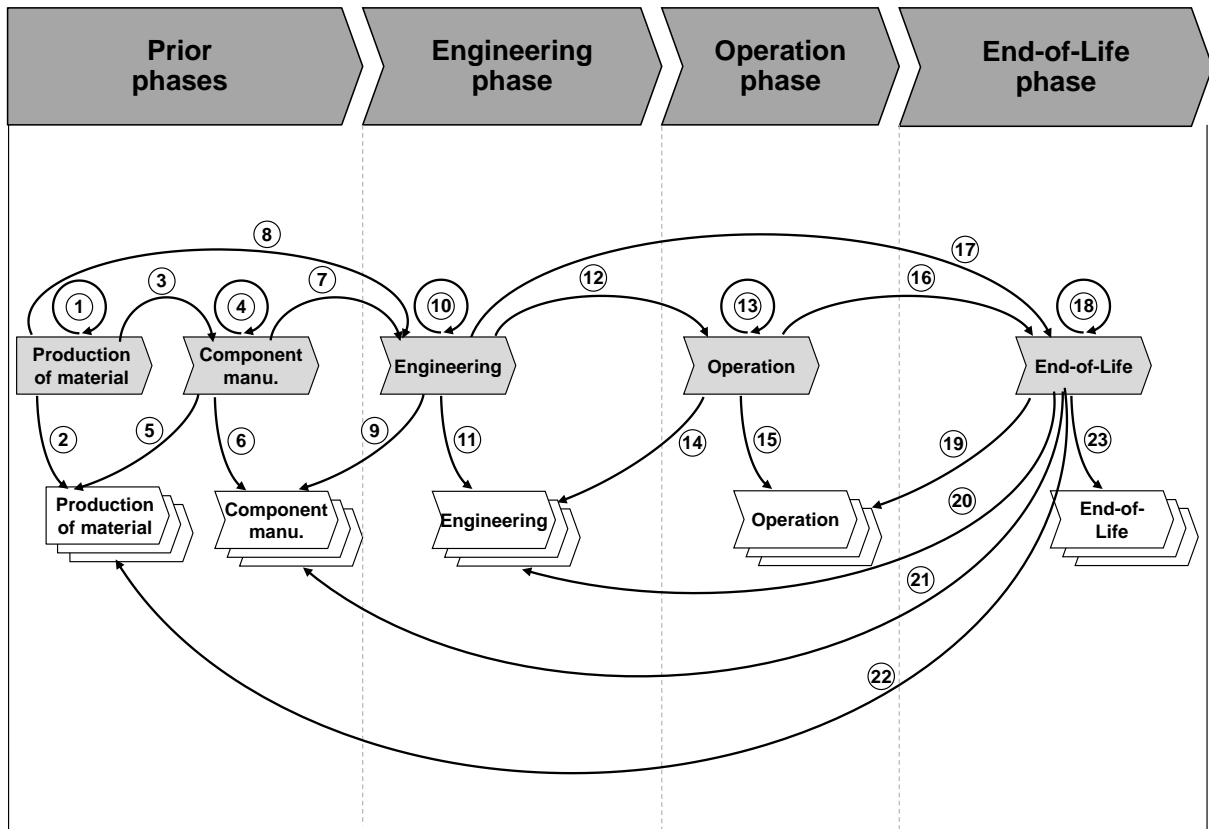 Prior
phases
Engineering
phase
Operation
phase
End-of-Life
phase
8
17
3
7
12
16
1
4
10
13
18
Production
of material
Component
manu.
Engineering
Operation
End-of-Life
2
5
6
9
11
14
15
19
23
20
Production
of material
Component
manu.
Engineering
Operation
End-of-
Life
21
22